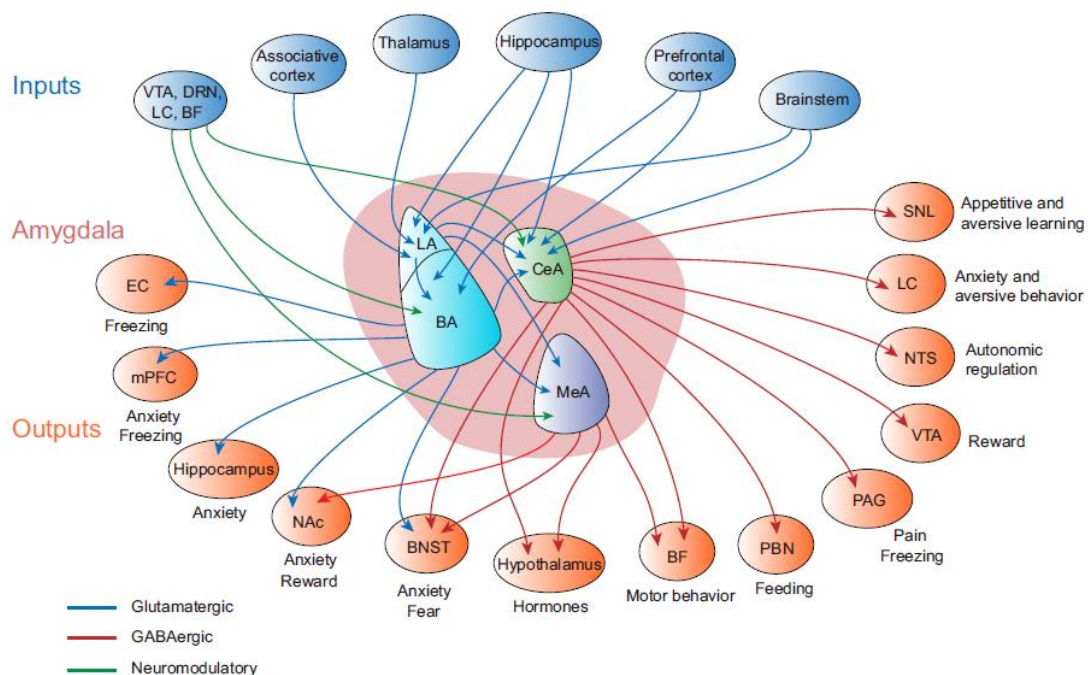 Inputs
VTA, DRN,
LC, BF
Associative
cortex
Thalamus
Hippocampus
Prefrontal
cortex
Brainstem
Amygdala
LA
BA
CeA
MeA
Outputs
EC
Freezing
mPFC
Anxiety
Freezing
Hippocampus
Anxiety
NAc
Anxiety
Reward
BNST
Anxiety
Fear
Hypothalamus
Hormones
BF
Motor behavior
PBN
Feeding
PAG
Pain
Freezing
VTA
Reward
NTS
Autonomic
regulation
LC
Anxiety and
aversive behavior
SNL
Appetitive and
aversive learning
Glutamatergic
GABAergic
Neuromodulatory